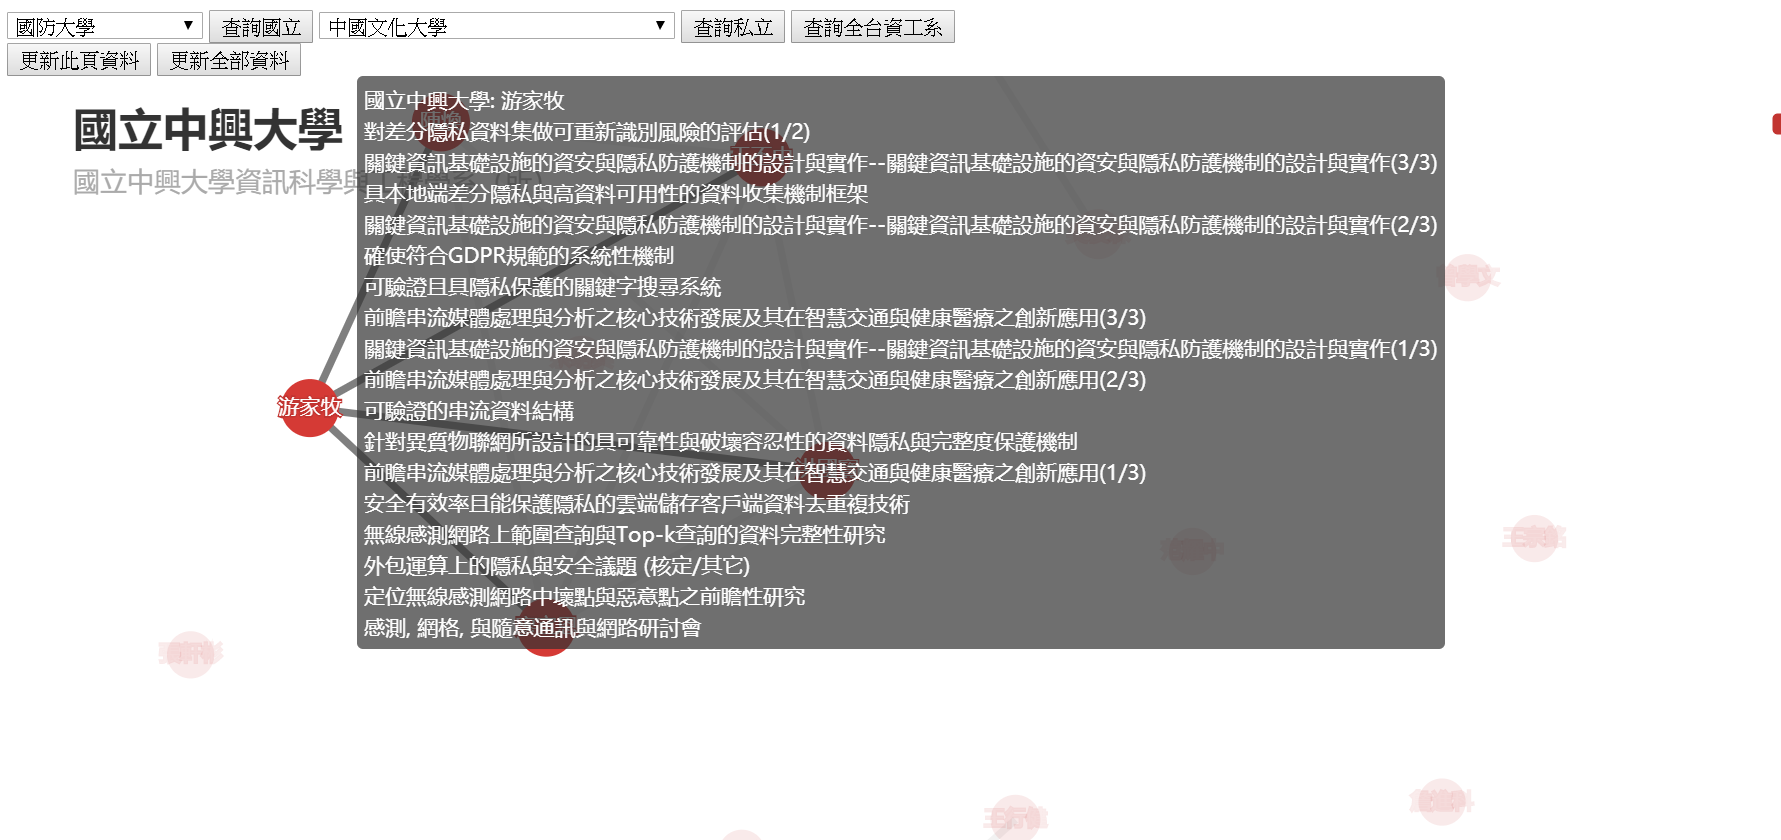 國防大學 查詢國立 中國文化大學 查詢私立 查詢全台資工系
更新此頁資料 更新全部資料
國立中興大學
國立中興大學資訊科學與工程學系（所）
國立中興大學: 游家牧
對差分隱私資料集做可重新識別風險的評估(1/2)
關鍵資訊基礎設施的資安與隱私防護機制的設計與實作--關鍵資訊基礎設施的資安與隱私防護機制的設計與實作(3/3)
具本地端差分隱私與高資料可用性的資料收集機制框架
關鍵資訊基礎設施的資安與隱私防護機制的設計與實作--關鍵資訊基礎設施的資安與隱私防護機制的設計與實作(2/3)
確使符合GDPR規範的系統性機制
可驗證且具隱私保護的關鍵字搜尋系統
前瞻串流媒體處理與分析之核心技術發展及其在智慧交通與健康醫療之創新應用(3/3)
關鍵資訊基礎設施的資安與隱私防護機制的設計與實作--關鍵資訊基礎設施的資安與隱私防護機制的設計與實作(1/3)
前瞻串流媒體處理與分析之核心技術發展及其在智慧交通與健康醫療之創新應用(2/3)
可驗證的串流資料結構
針對異質物聯網所設計的具可靠性與破壞容忍性的資料隱私與完整度保護機制
前瞻串流媒體處理與分析之核心技術發展及其在智慧交通與健康醫療之創新應用(1/3)
安全有效率且能保護隱私的雲端儲存客戶端資料去重複技術
無線感測網路上範圍查詢與Top-k查詢的資料完整性研究
外包運算上的隱私與安全議題 (核定/其它)
定位無線感測網路中壞點與惡意點之前瞻性研究
感測, 網格, 與隨意通訊與網路研討會
游家牧